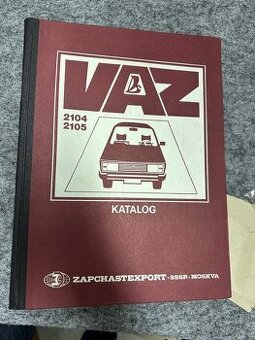 VAZ
2104
2105
KATALOG
ZAPCHASTEXPORT · SSSR · MOSKVA